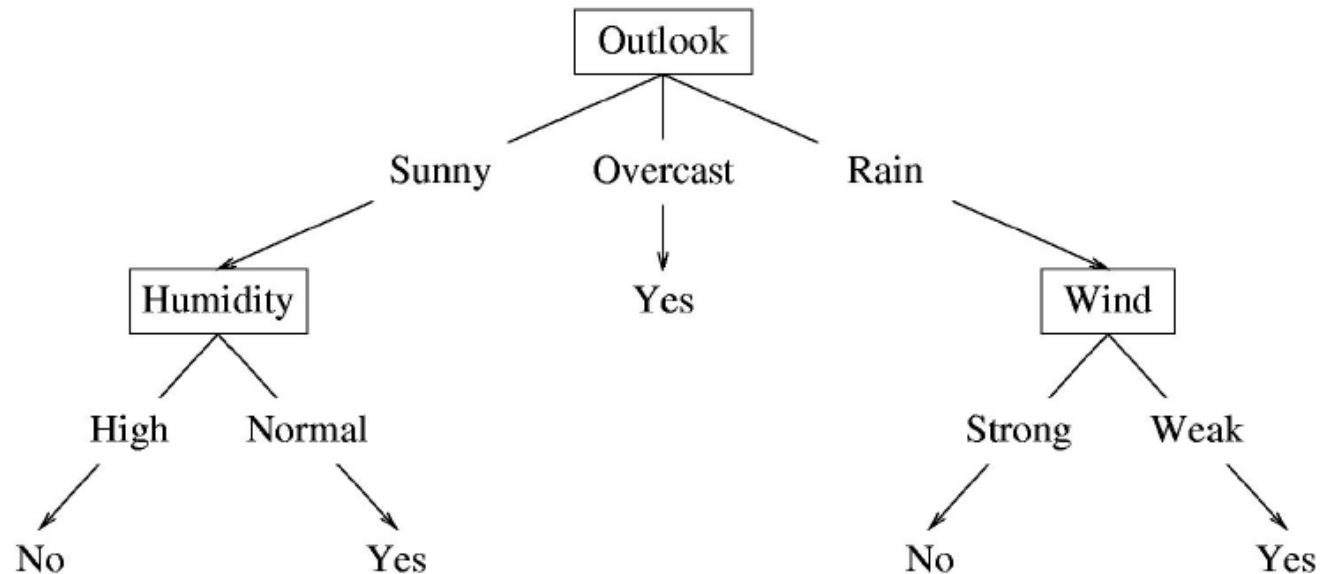 Outlook
Sunny Overcast Rain
Humidity Yes Wind
High Normal Strong Weak
No Yes No Yes